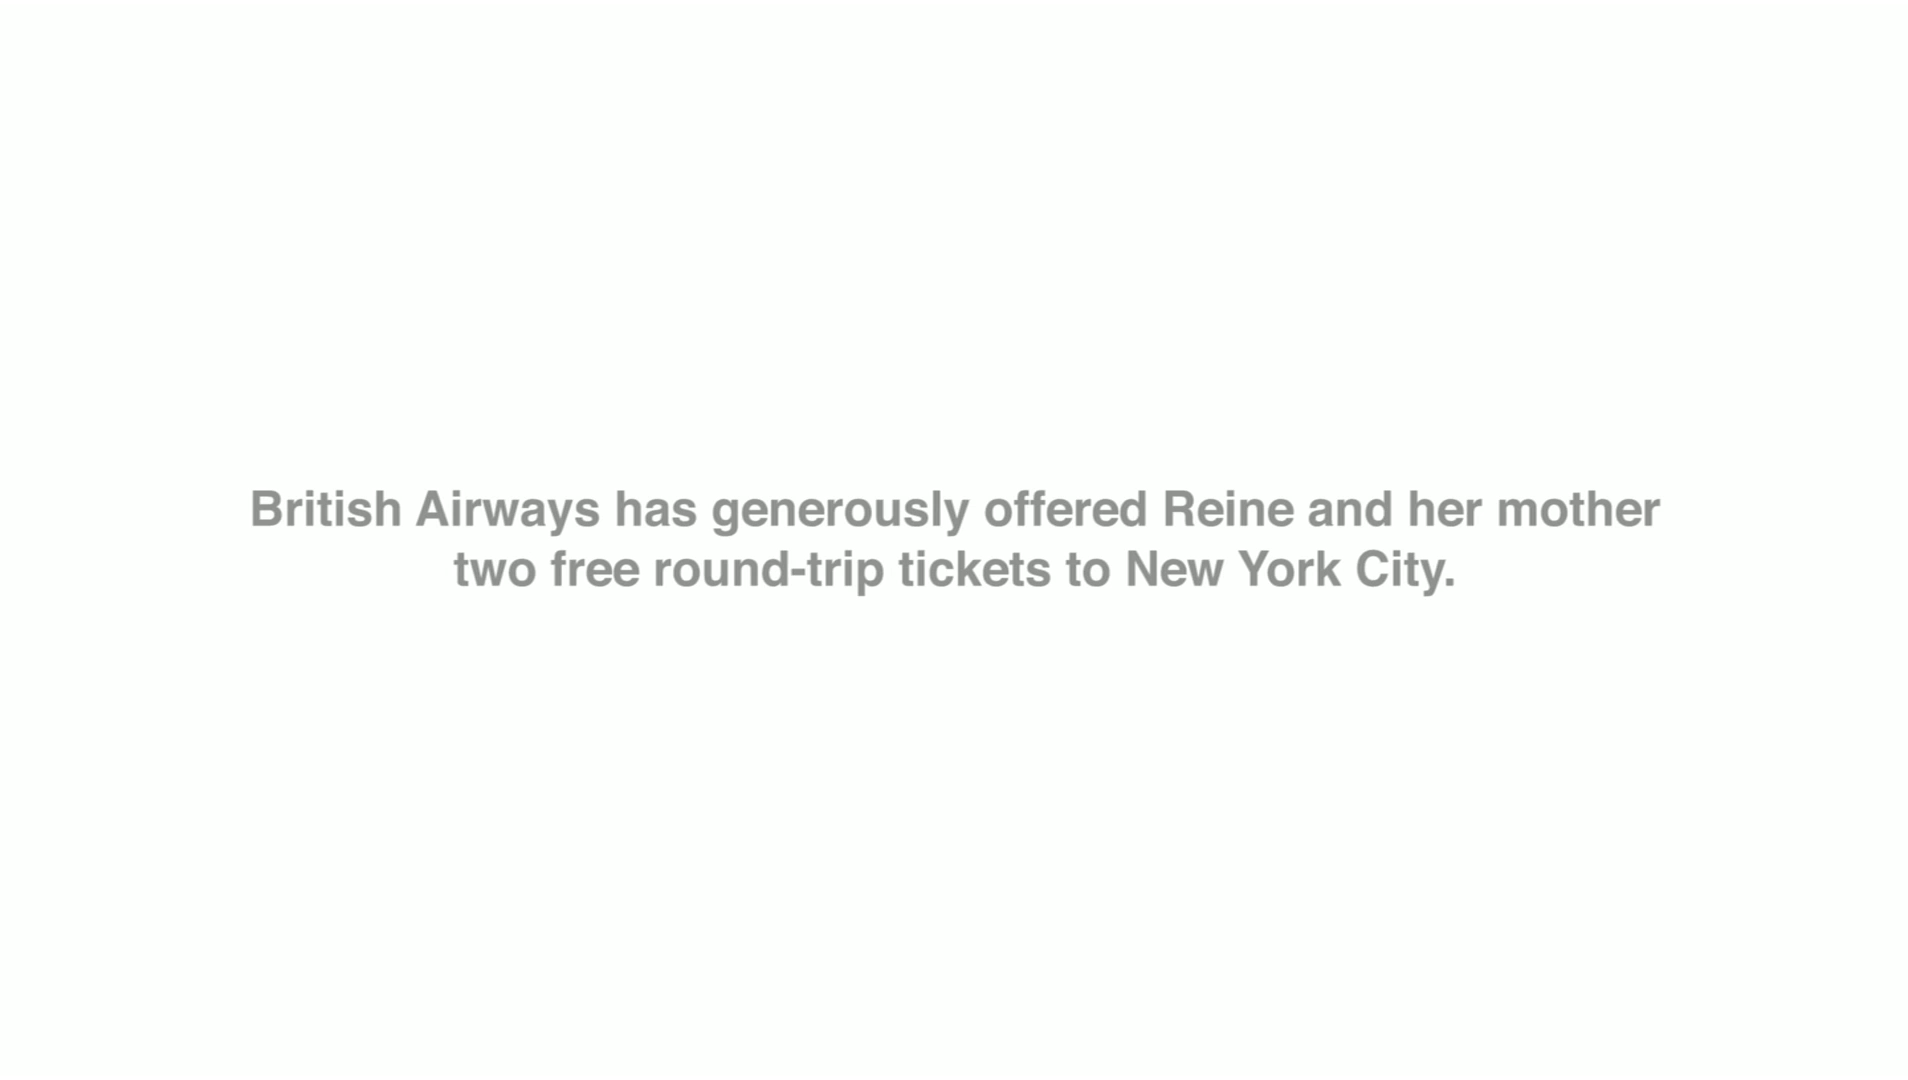 British Airways has generously offered Reine and her mother
two free round-trip tickets to New York City.